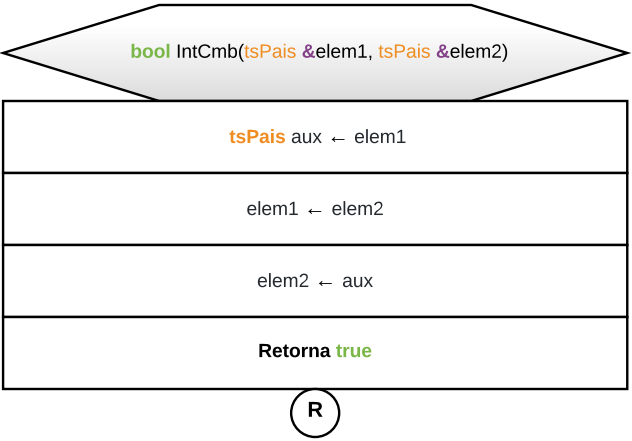 bool IntCmb(tsPais &elem1, tsPais &elem2)
tsPais aux ← elem1
elem1 ← elem2
elem2 ← aux
Retorna true
R